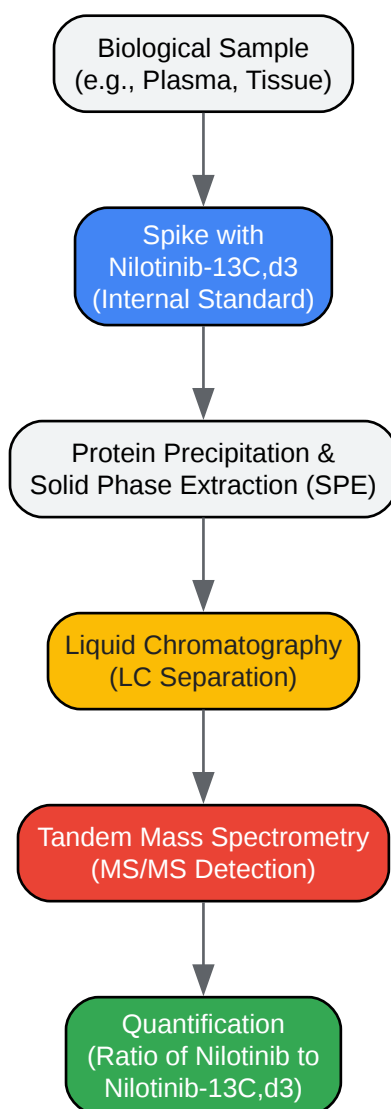 Biological Sample
(e.g., Plasma, Tissue)
Spike with
Nilotinib-13C,d3
(Internal Standard)
Protein Precipitation &
Solid Phase Extraction (SPE)
Liquid Chromatography
(LC Separation)
Tandem Mass Spectrometry
(MS/MS Detection)
Quantification
(Ratio of Nilotinib to
Nilotinib-13C,d3)